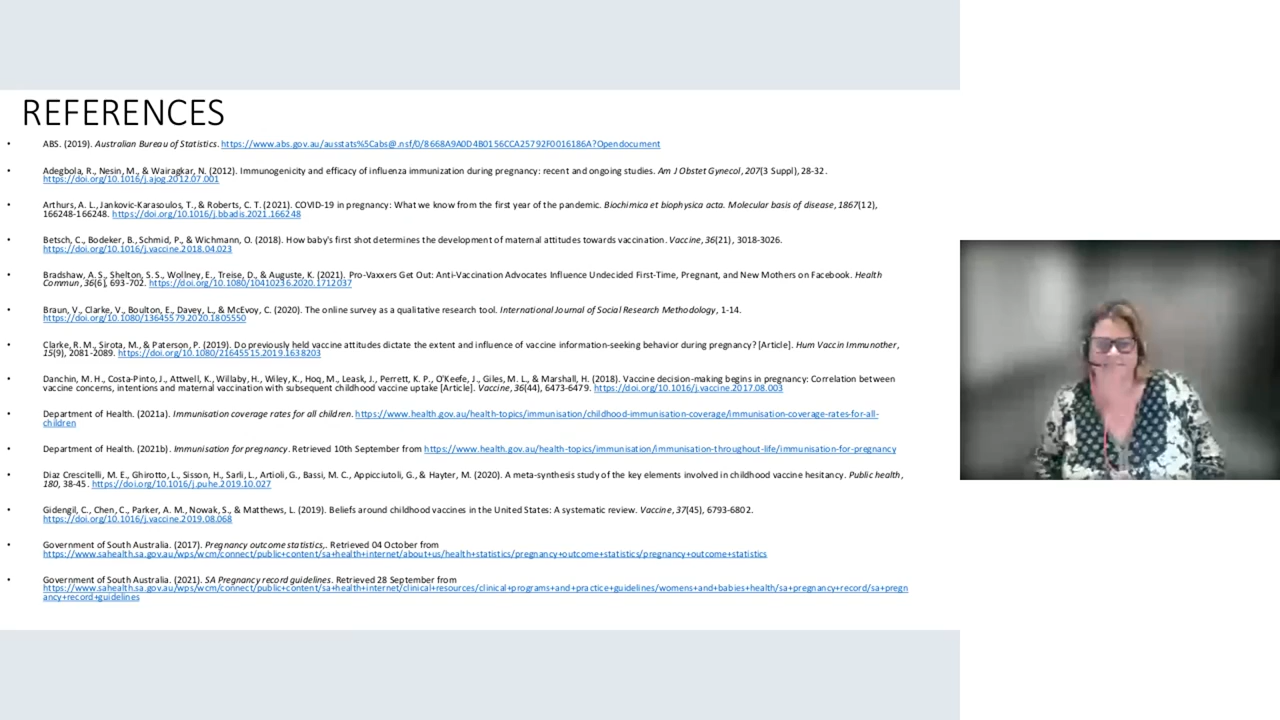 REFERENCES
• ABS. (2019). Australian Bureau of Statistics. https://www.abs.gov.au/ausstats%5Cabs@.nsf/0/8668A9A0D4B0156CCA25792F0016186A?Opendocument
• Adegbola, R., Nesin, M., & Wairagkar, N. (2012). Immunogenicity and efficacy of influenza immunization during pregnancy: recent and ongoing studies. Am J Obstet Gynecol, 207(3 Suppl), 28-32.
https://doi.org/10.1016/j.ajog.2012.07.001
• Arthurs, A. L., Jankovic-Karasoulos, T., & Roberts, C. T. (2021). COVID-19 in pregnancy: What we know from the first year of the pandemic. Biochimica et biophysica acta. Molecular basis of disease, 1867(12),
166248-166248. https://doi.org/10.1016/j.bbadis.2021.166248
• Betsch, C., Bodeker, B., Schmid, P., & Wichmann, O. (2018). How baby's first shot determines the development of maternal attitudes towards vaccination. Vaccine, 36(21), 3018-3026.
https://doi.org/10.1016/j.vaccine.2018.04.023
• Bradshaw, A. S., Shelton, S. S., Wollney, E., Treise, D., & Auguste, K. (2021). Pro-Vaxxers Get Out: Anti-Vaccination Advocates Influence Undecided First-Time, Pregnant, and New Mothers on Facebook. Health
Commun, 36(6), 693-702. https://doi.org/10.1080/10410236.2020.1712037
• Braun, V., Clarke, V., Boulton, E., Davey, L., & McEvoy, C. (2020). The online survey as a qualitative research tool. International Journal of Social Research Methodology, 1-14.
https://doi.org/10.1080/13645579.2020.1805550
• Clarke, R. M., Sirota, M., & Paterson, P. (2019). Do previously held vaccine attitudes dictate the extent and influence of vaccine information-seeking behavior during pregnancy? [Article]. Hum Vaccin Immunother,
15(9), 2081-2089. https://doi.org/10.1080/21645515.2019.1638203
• Danchin, M. H., Costa-Pinto, J., Attwell, K., Willaby, H., Wiley, K., Hoq, M., Leask, J., Perrett, K. P., O'Keefe, J., Giles, M. L., & Marshall, H. (2018). Vaccine decision-making begins in pregnancy: Correlation between
vaccine concerns, intentions and maternal vaccination with subsequent childhood vaccine uptake [Article]. Vaccine, 36(44), 6473-6479. https://doi.org/10.1016/j.vaccine.2017.08.003
• Department of Health. (2021a). Immunisation coverage rates for all children. https://www.health.gov.au/health-topics/immunisation/childhood-immunisation-coverage/immunisation-coverage-rates-for-all-
children
• Department of Health. (2021b). Immunisation for pregnancy. Retrieved 10th September from https://www.health.gov.au/health-topics/immunisation/immunisation-throughout-life/immunisation-for-pregnancy
• Diaz Crescitelli, M. E., Ghirotto, L., Sisson, H., Sarli, L., Artioli, G., Bassi, M. C., Appicciutoli, G., & Hayter, M. (2020). A meta-synthesis study of the key elements involved in childhood vaccine hesitancy. Public health,
180, 38-45. https://doi.org/10.1016/j.puhe.2019.10.027
• Gidengil, C., Chen, C., Parker, A. M., Nowak, S., & Matthews, L. (2019). Beliefs around childhood vaccines in the United States: A systematic review. Vaccine, 37(45), 6793-6802.
https://doi.org/10.1016/j.vaccine.2019.08.068
• Government of South Australia. (2017). Pregnancy outcome statistics,. Retrieved 04 October from
https://www.sahealth.sa.gov.au/wps/wcm/connect/public+content/sa+health+internet/about+us/health+statistics/pregnancy+outcome+statistics/pregnancy+outcome+statistics
• Government of South Australia. (2021). SA Pregnancy record guidelines. Retrieved 28 September from
https://www.sahealth.sa.gov.au/wps/wcm/connect/public+content/sa+health+internet/clinical+resources/clinical+programs+and+practice+guidelines/womens+and+babies+health/sa+pregnancy+record/sa+pregn
ancy+record+guidelines